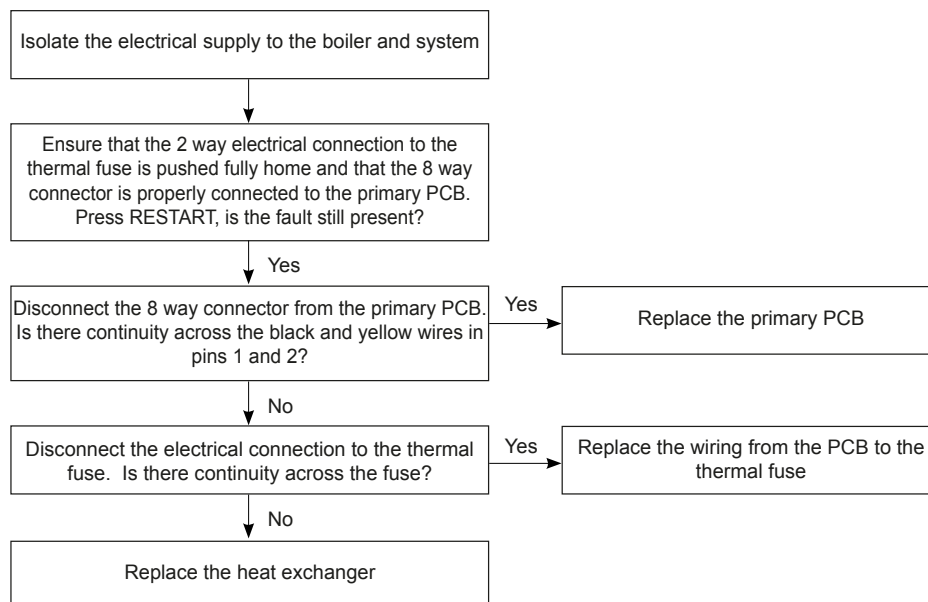 Isolate the electrical supply to the boiler and system
Ensure that the 2 way electrical connection to the
thermal fuse is pushed fully home and that the 8 way
connector is properly connected to the primary PCB.
Press RESTART, is the fault still present?
Yes
Disconnect the 8 way connector from the primary PCB.
Is there continuity across the black and yellow wires in
pins 1 and 2?
Yes
Replace the primary PCB
No
Disconnect the electrical connection to the thermal
fuse. Is there continuity across the fuse?
Yes
Replace the wiring from the PCB to the
thermal fuse
No
Replace the heat exchanger